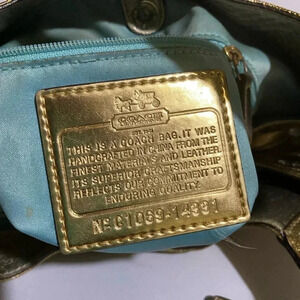 COACH
THIS IS A COACH BAG. IT WAS
HANDCRAFTED IN CHINA FROM THE
FINEST MATERIALS AND LEATHER.
ITS SUPERIOR CRAFTSMANSHIP
REFLECTS OUR COMMITMENT TO
ENDURING QUALITY.
Nº C1069-14381